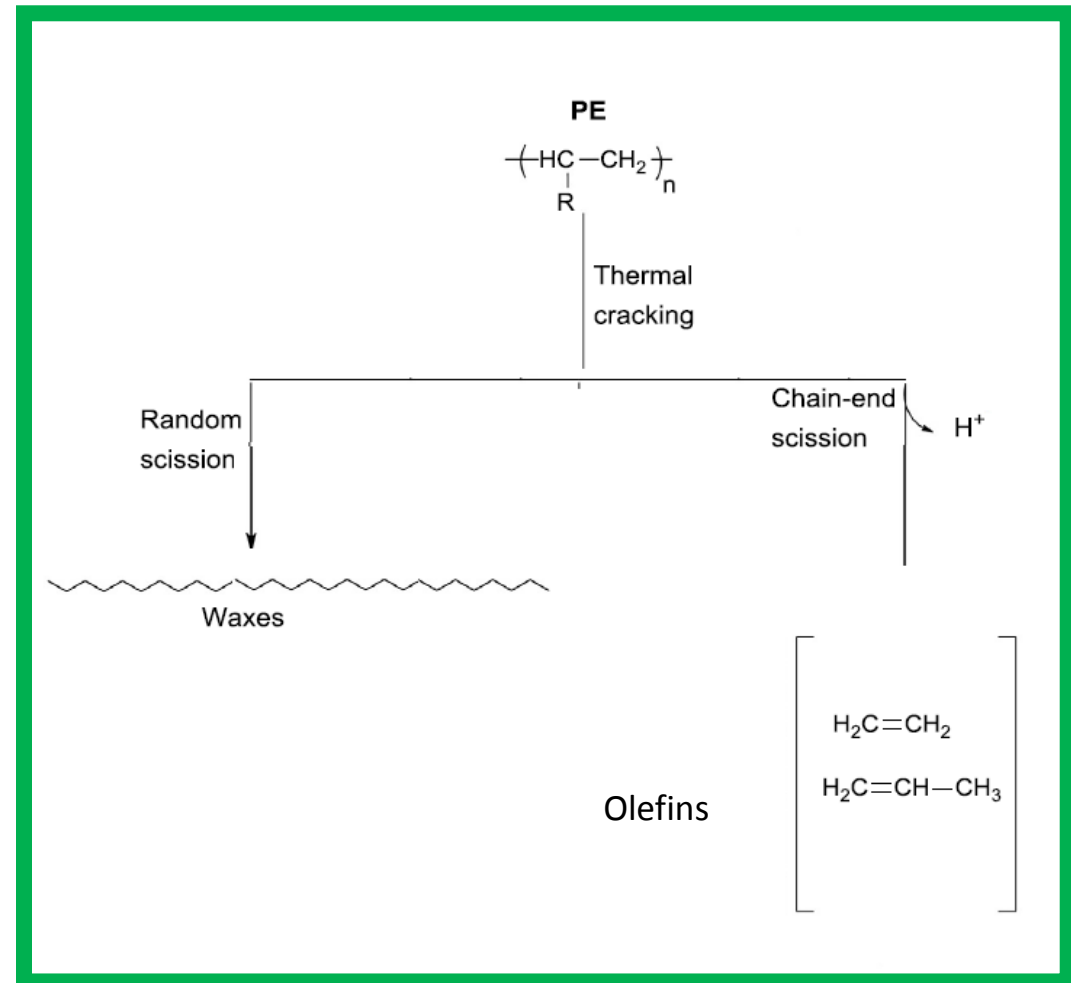 PE
-(HC-CH₂)-n
R
Thermal
cracking
Random
scission
Chain-end
scission
H⁺
Waxes
H₂C=CH₂
H₂C=CH-CH₃
Olefins